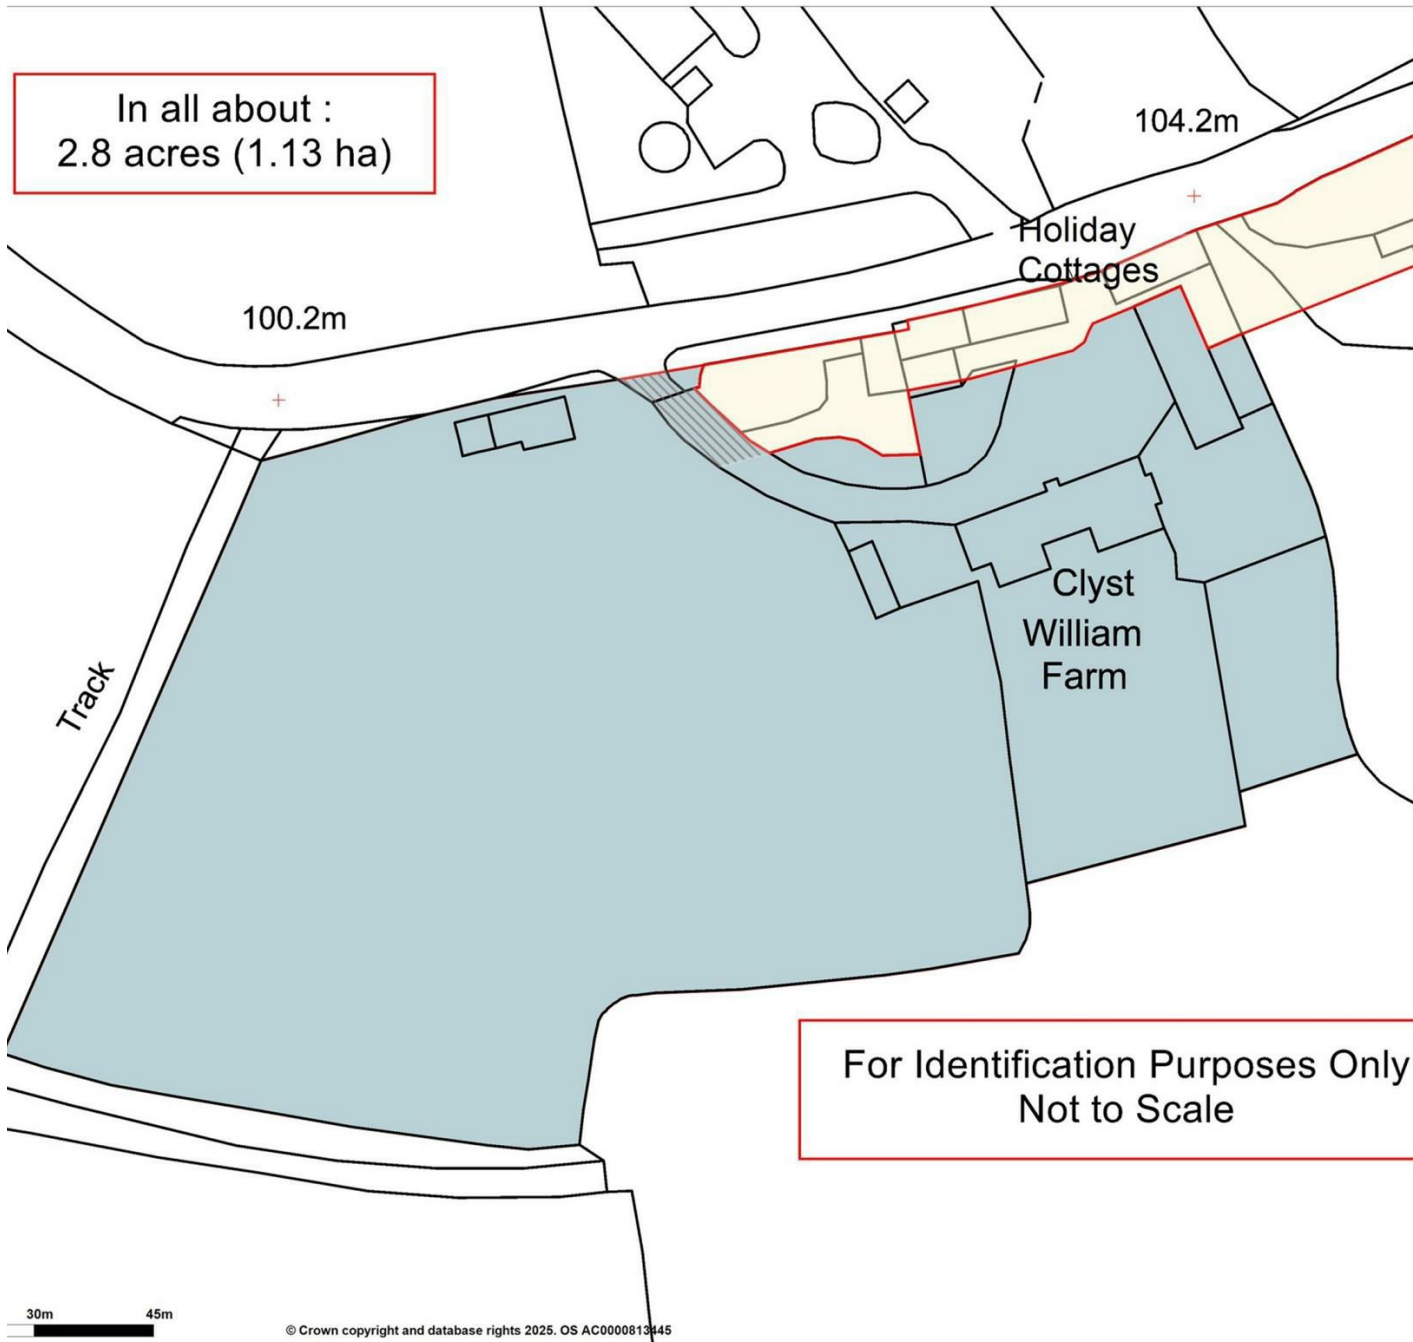 In all about :
2.8 acres (1.13 ha)
104.2m
Holiday
Cottages
100.2m
Clyst
William
Farm
Track
For Identification Purposes Only
Not to Scale
30m
45m
© Crown copyright and database rights 2025. OS AC0000813445